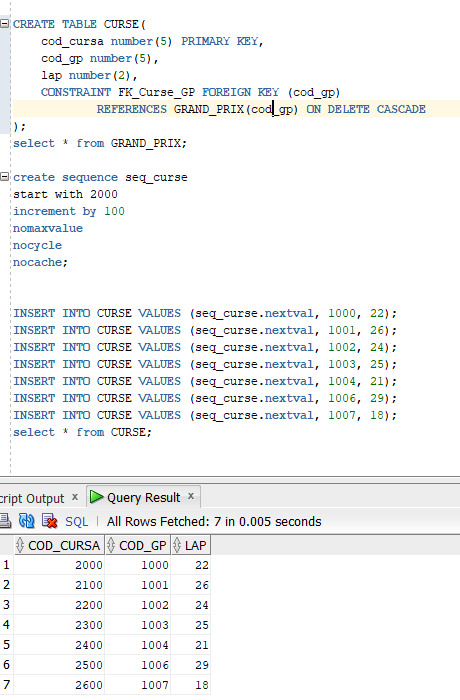 CREATE TABLE CURSE(
cod_cursa number(5) PRIMARY KEY,
cod_gp number(5),
lap number(2),
CONSTRAINT FK_Curse_GP FOREIGN KEY (cod_gp)
REFERENCES GRAND_PRIX(cod_gp) ON DELETE CASCADE
);
select * from GRAND_PRIX;
create sequence seq_curse
start with 2000
increment by 100
nomaxvalue
nocycle
nocache;
INSERT INTO CURSE VALUES (seq_curse.nextval, 1000, 22);
INSERT INTO CURSE VALUES (seq_curse.nextval, 1001, 26);
INSERT INTO CURSE VALUES (seq_curse.nextval, 1002, 24);
INSERT INTO CURSE VALUES (seq_curse.nextval, 1003, 25);
INSERT INTO CURSE VALUES (seq_curse.nextval, 1004, 21);
INSERT INTO CURSE VALUES (seq_curse.nextval, 1006, 29);
INSERT INTO CURSE VALUES (seq_curse.nextval, 1007, 18);
select * from CURSE;
cript Output x Query Result x
SQL | All Rows Fetched: 7 in 0.005 seconds
COD_CURSA COD_GP LAP
1 2000 1000 22
2 2100 1001 26
3 2200 1002 24
4 2300 1003 25
5 2400 1004 21
6 2500 1006 29
7 2600 1007 18